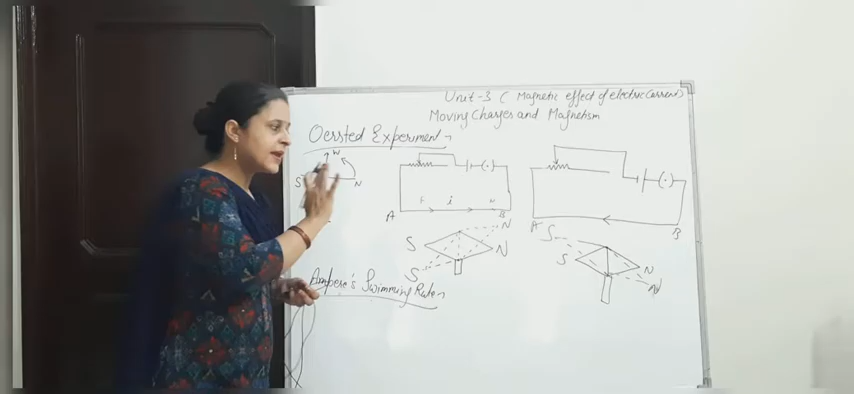 Unit-3 (Magnetic effect of electric Current)
Moving Charges and Magnetism
Oersted Experiment
W
S N
A i B
S N
S N
A B
S
S N
N
Ampere's Swimming Rule